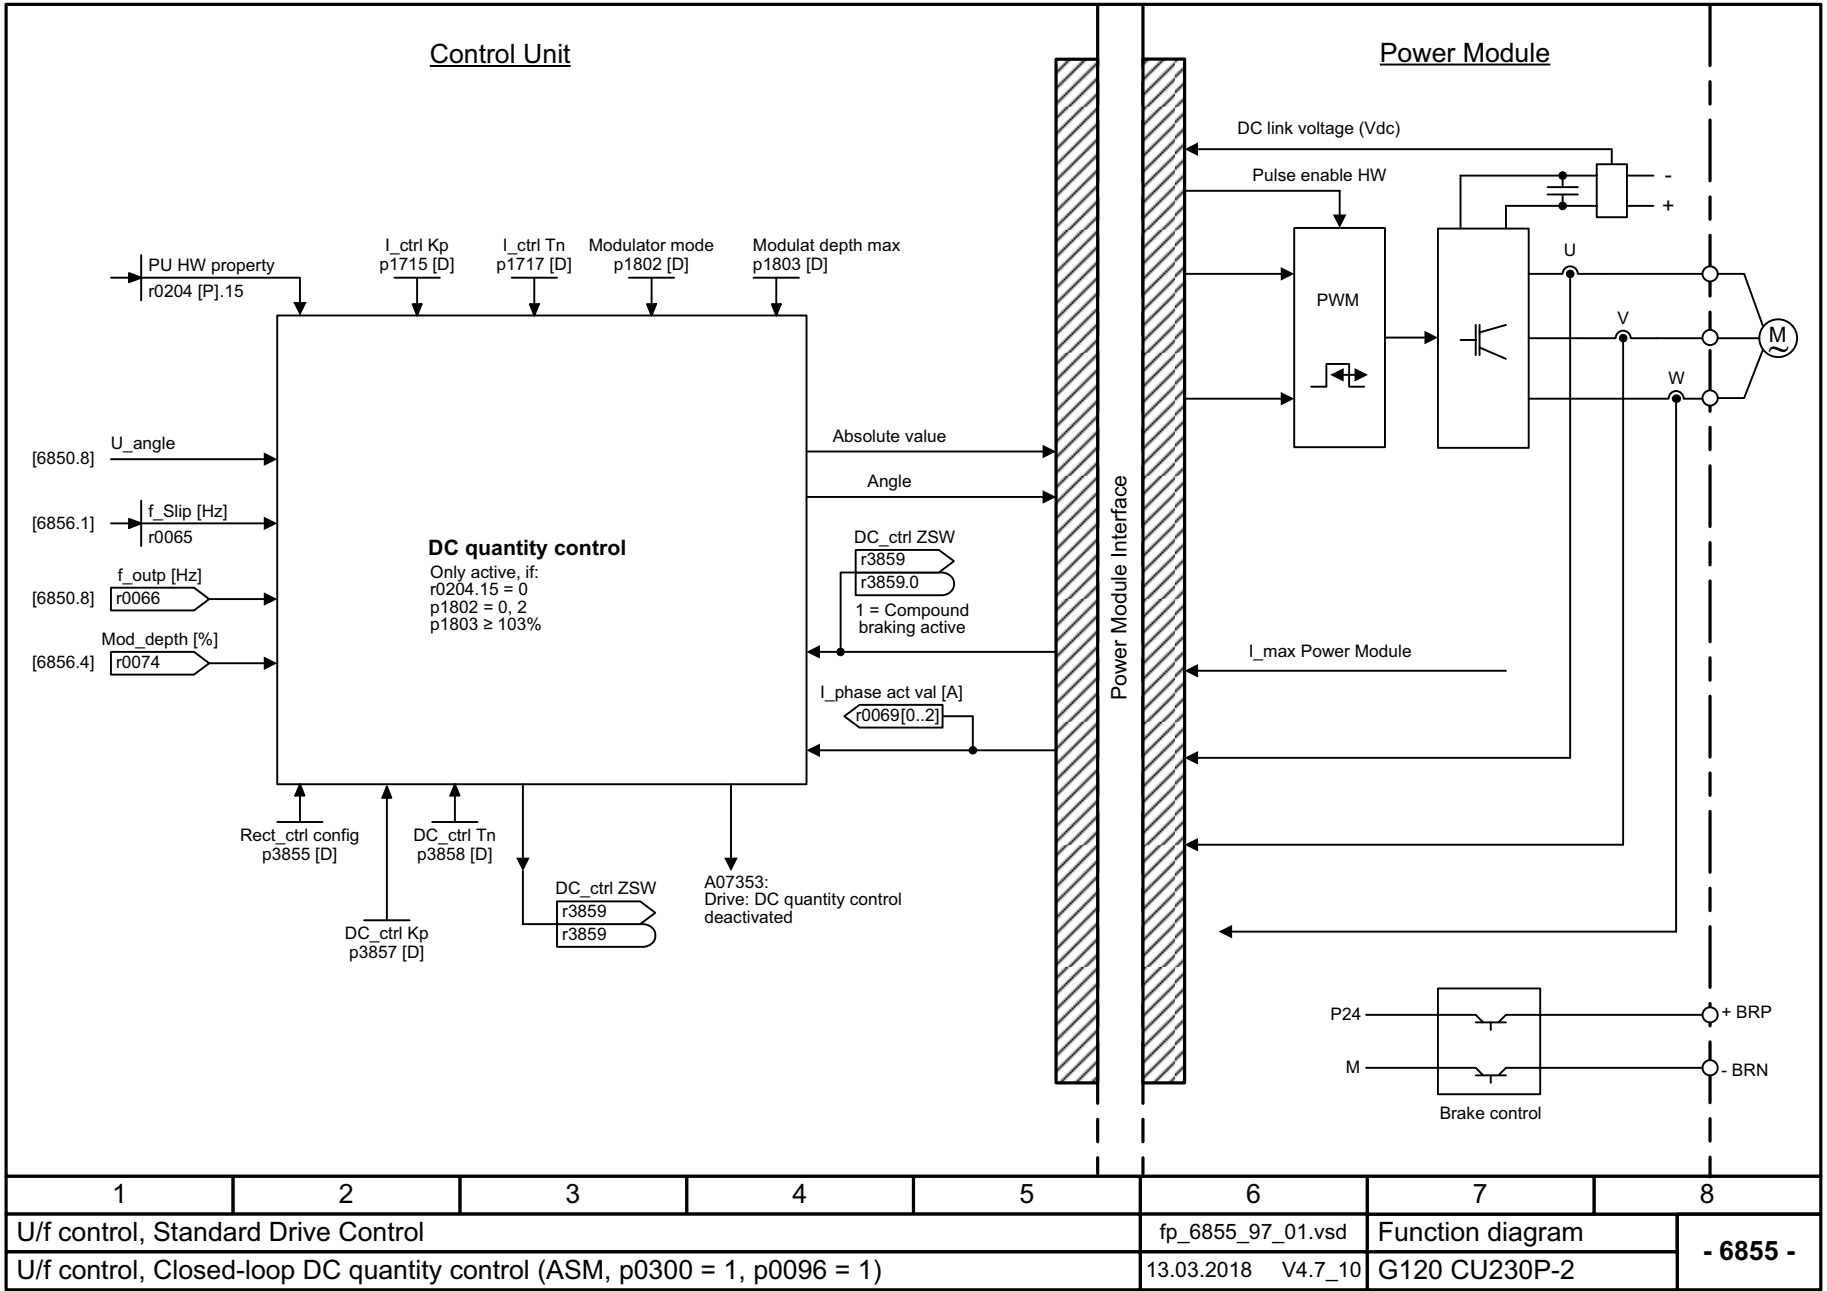 Control Unit
Power Module
DC link voltage (Vdc)
Pulse enable HW
-
+
PU HW property
r0204 [P].15
I_ctrl Kp
p1715 [D]
I_ctrl Tn
p1717 [D]
Modulator mode
p1802 [D]
Modulat depth max
p1803 [D]
U
V
W
PWM
M
~
[6850.8]
U_angle
[6856.1]
f_Slip [Hz]
r0065
f_outp [Hz]
[6850.8]
r0066
Mod_depth [%]
[6856.4]
r0074
DC quantity control
Only active, if:
r0204.15 = 0
p1802 = 0, 2
p1803 ≥ 103%
Absolute value
Angle
DC_ctrl ZSW
r3859
r3859.0
1 = Compound
braking active
I_phase act val [A]
r0069[0..2]
Power Module Interface
I_max Power Module
Rect_ctrl config
p3855 [D]
DC_ctrl Tn
p3858 [D]
DC_ctrl Kp
p3857 [D]
DC_ctrl ZSW
r3859
r3859
A07353:
Drive: DC quantity control
deactivated
P24
+ BRP
M
- BRN
Brake control
1 2 3 4 5 6 7 8
U/f control, Standard Drive Control
fp_6855_97_01.vsd
Function diagram
- 6855 -
U/f control, Closed-loop DC quantity control (ASM, p0300 = 1, p0096 = 1)
13.03.2018 V4.7_10
G120 CU230P-2